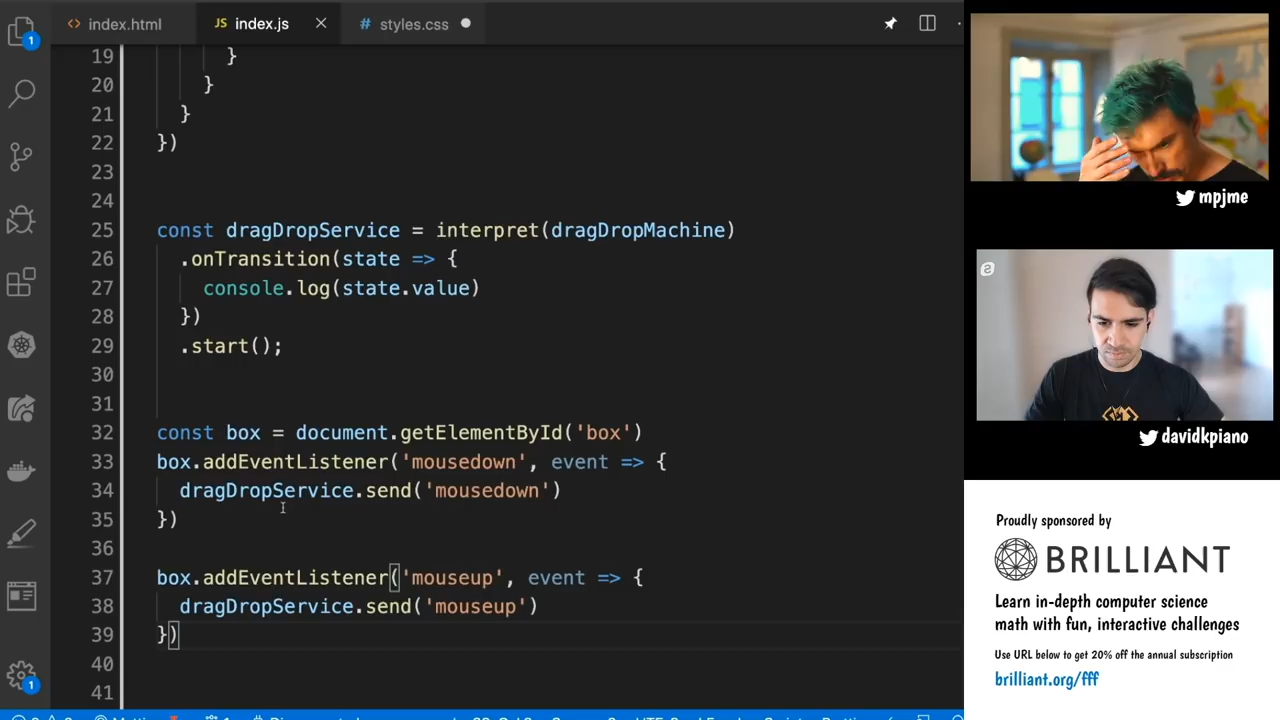 index.html JS index.js styles.css
19 }
20 }
21 }
22 })
23
24
25 const dragDropService = interpret(dragDropMachine)
26 .onTransition(state => {
27 console.log(state.value)
28 })
29 .start();
30
31
32 const box = document.getElementById('box')
33 box.addEventListener('mousedown', event => {
34 dragDropService.send('mousedown')
35 })
36
37 box.addEventListener('mouseup', event => {
38 dragDropService.send('mouseup')
39 })
40
41
1
1
mpjme
davidkpiano
Proudly sponsored by
BRILLIANT
Learn in-depth computer science
math with fun, interactive challenges
Use URL below to get 20% off the annual subscription
brilliant.org/fff